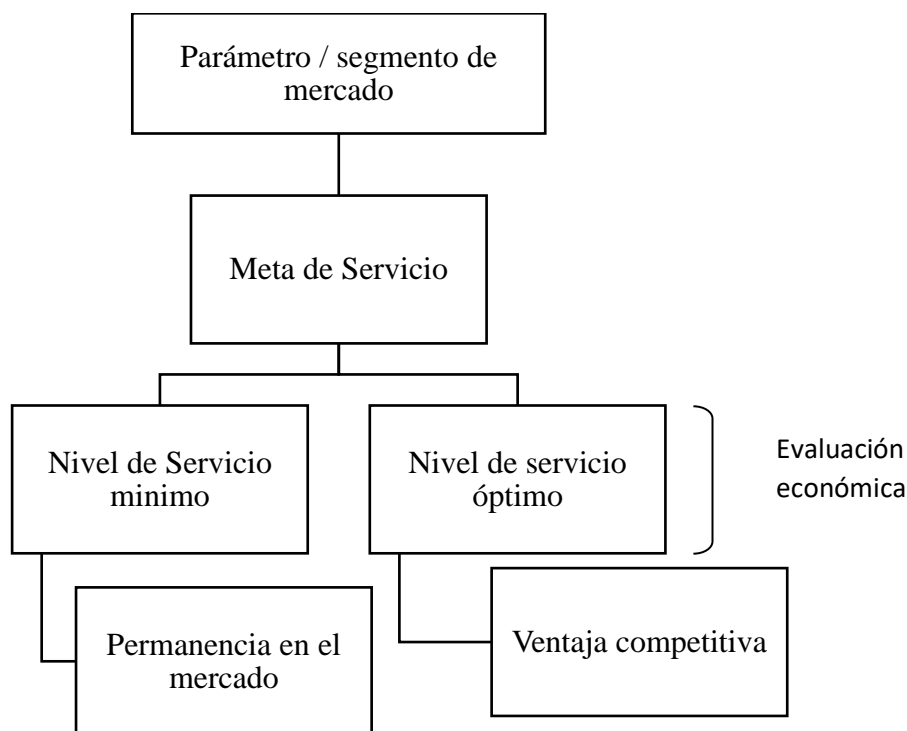 Parámetro / segmento de
mercado
Meta de Servicio
Nivel de Servicio
minimo
Nivel de servicio
óptimo
Evaluación
económica
Permanencia en el
mercado
Ventaja competitiva